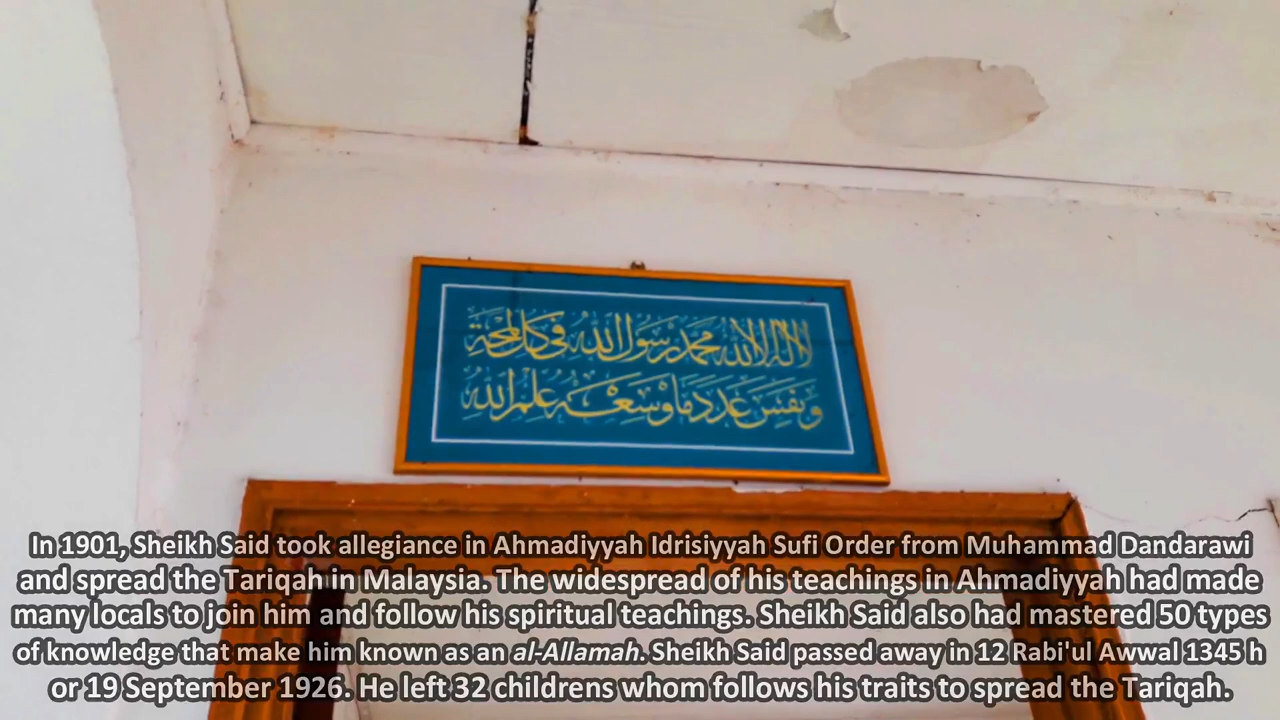 لا إله إلا الله محمد رسول الله في كل لمحة
ونفس عدد ما وسعه علم الله
In 1901, Sheikh Said took allegiance in Ahmadiyyah Idrisiyyah Sufi Order from Muhammad Dandarawi
and spread the Tariqah in Malaysia. The widespread of his teachings in Ahmadiyyah had made
many locals to join him and follow his spiritual teachings. Sheikh Said also had mastered 50 types
of knowledge that make him known as an al-Allamah. Sheikh Said passed away in 12 Rabi'ul Awwal 1345 h
or 19 September 1926. He left 32 childrens whom follows his traits to spread the Tariqah.